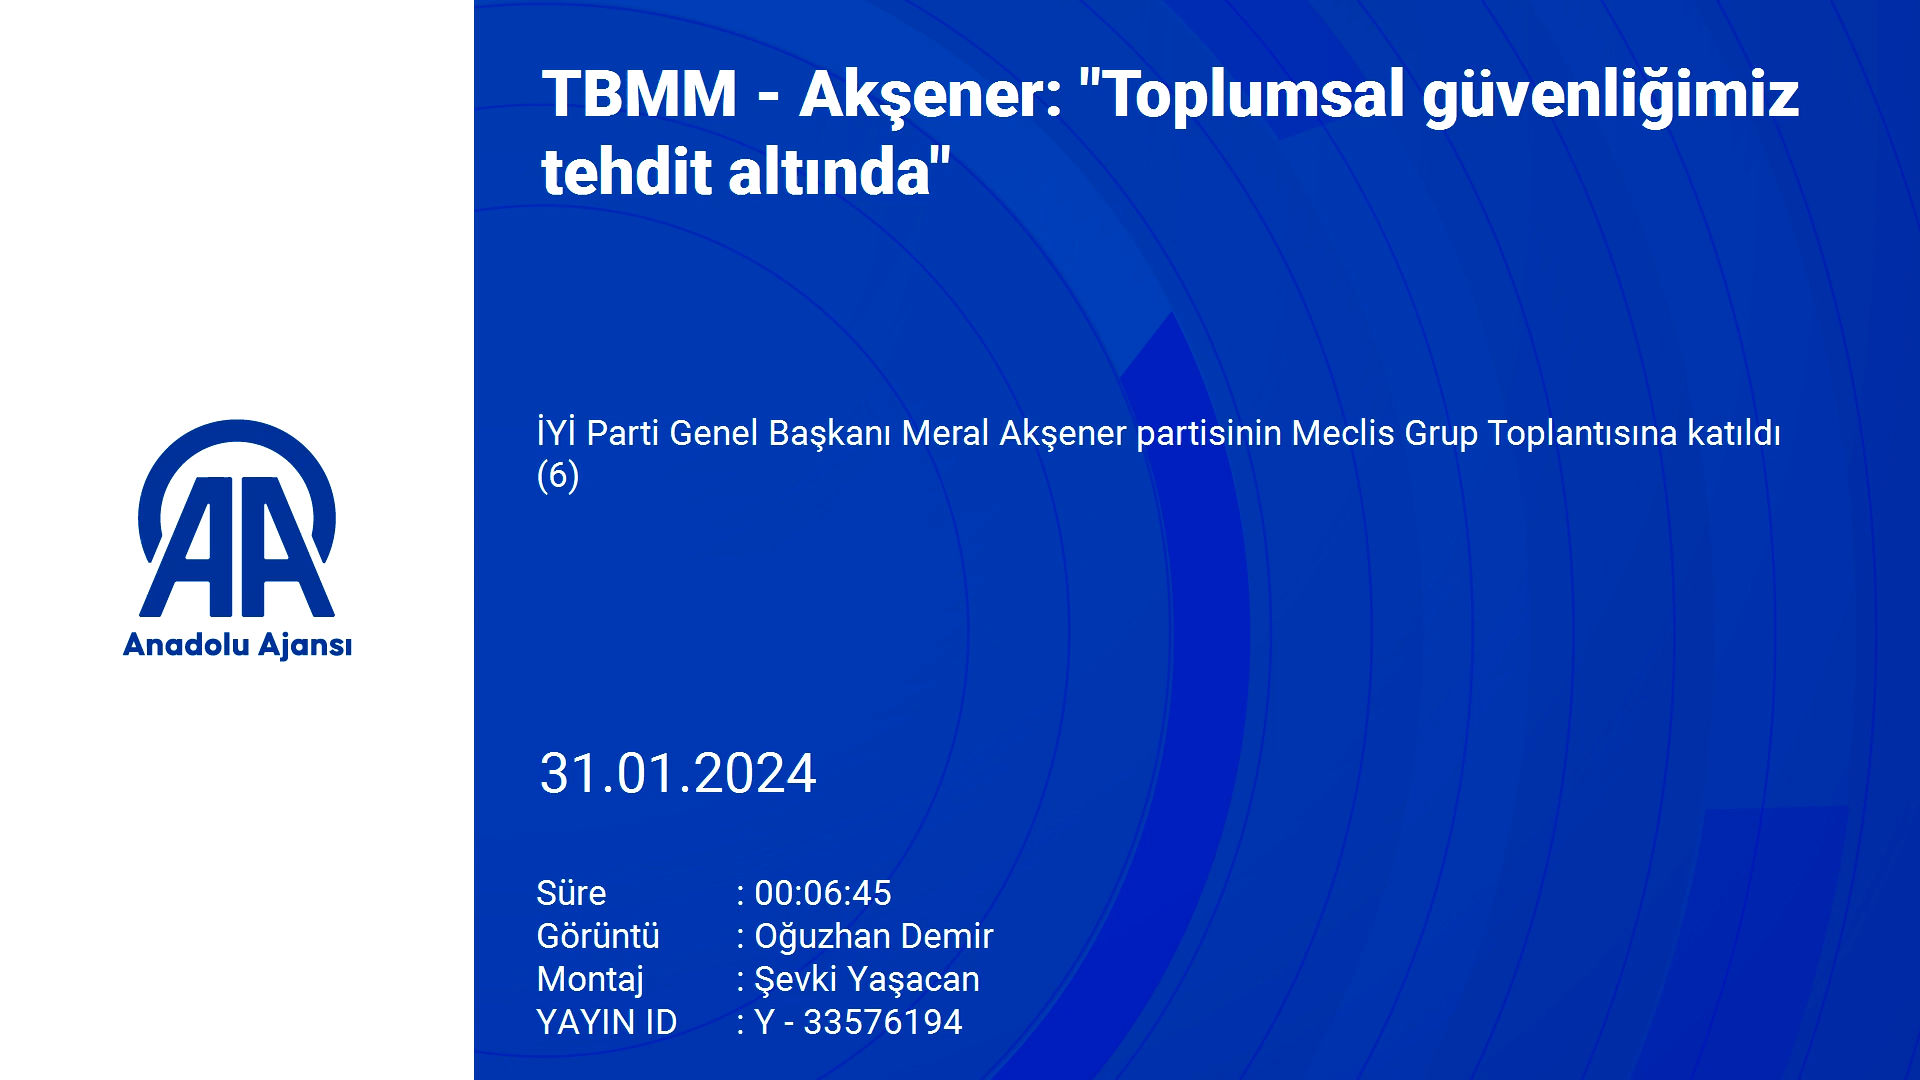 TBMM - Akşener: "Toplumsal güvenliğimiz
tehdit altında"
İYİ Parti Genel Başkanı Meral Akşener partisinin Meclis Grup Toplantısına katıldı
(6)
AA
Anadolu Ajansı
31.01.2024
Süre : 00:06:45
Görüntü : Oğuzhan Demir
Montaj : Şevki Yaşacan
YAYIN ID : Y - 33576194